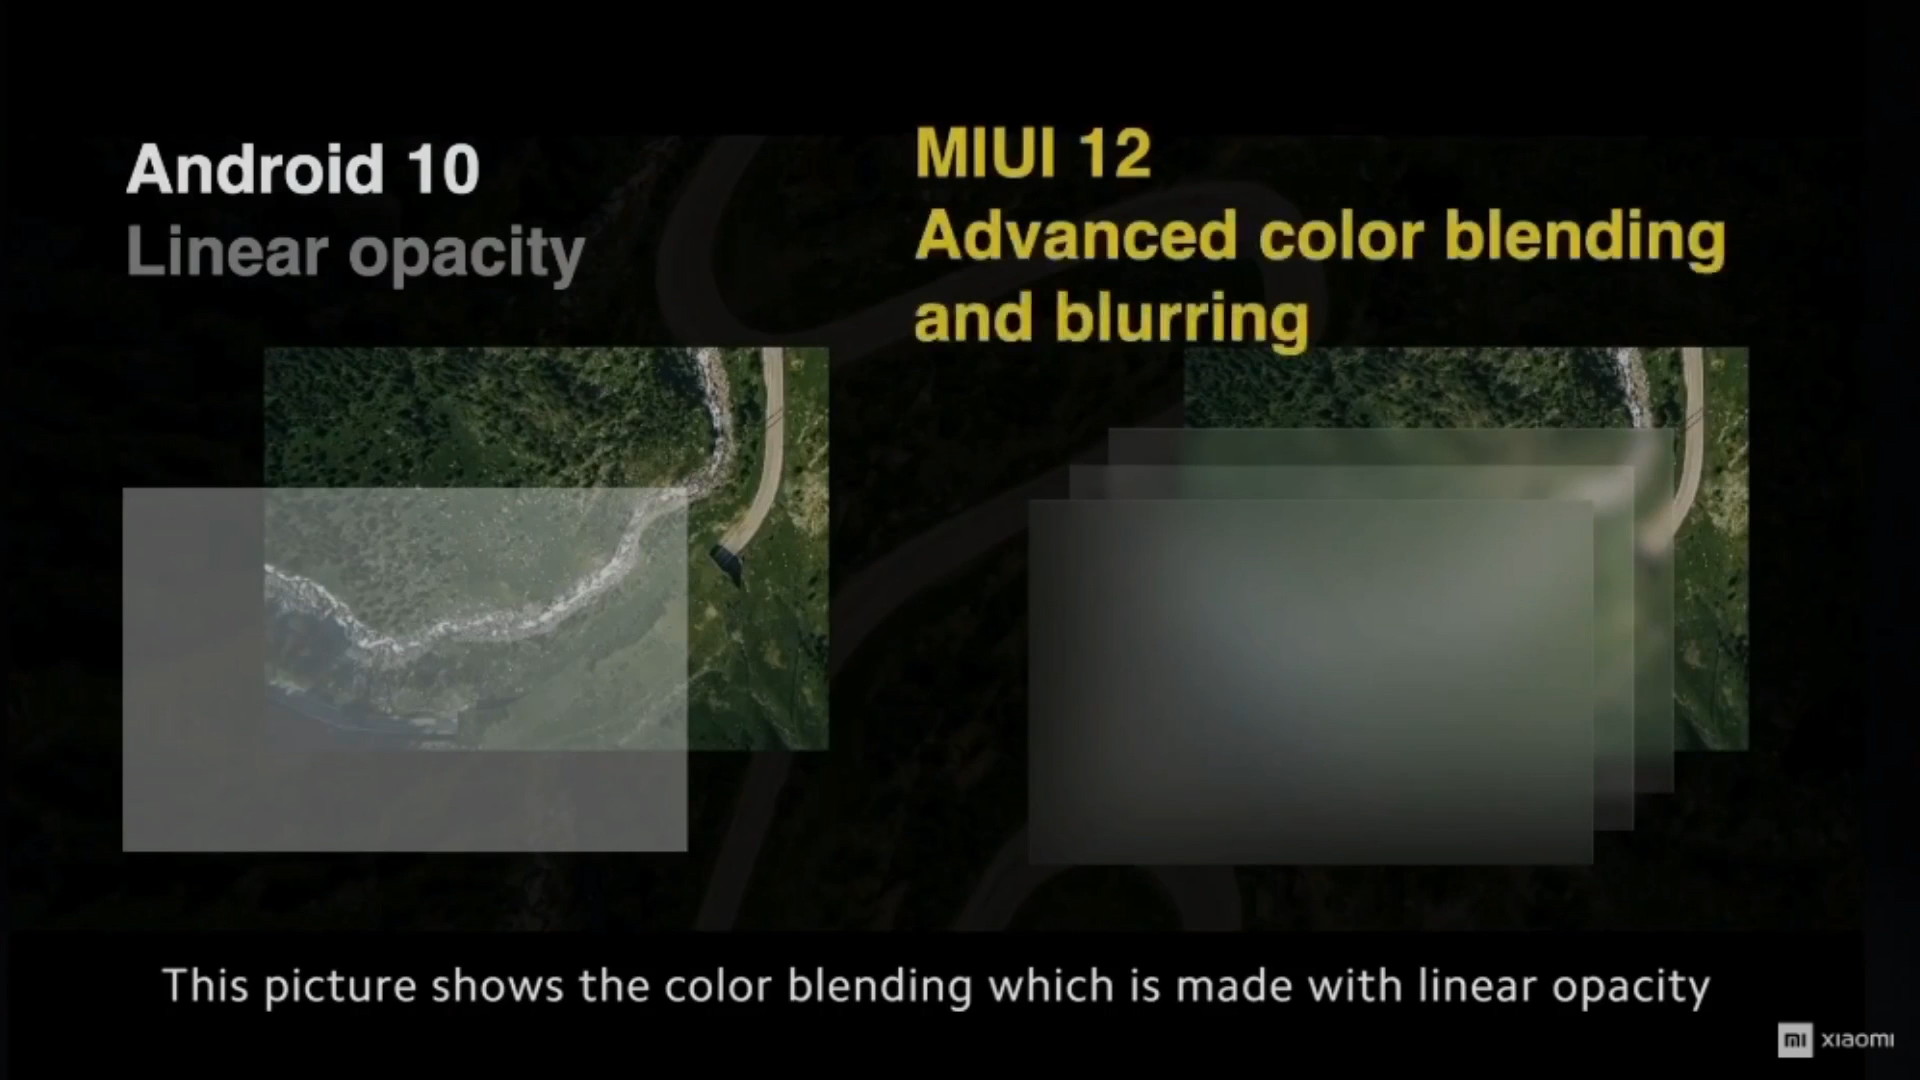 Android 10
Linear opacity
MIUI 12
Advanced color blending
and blurring
This picture shows the color blending which is made with linear opacity
mi xiaomi